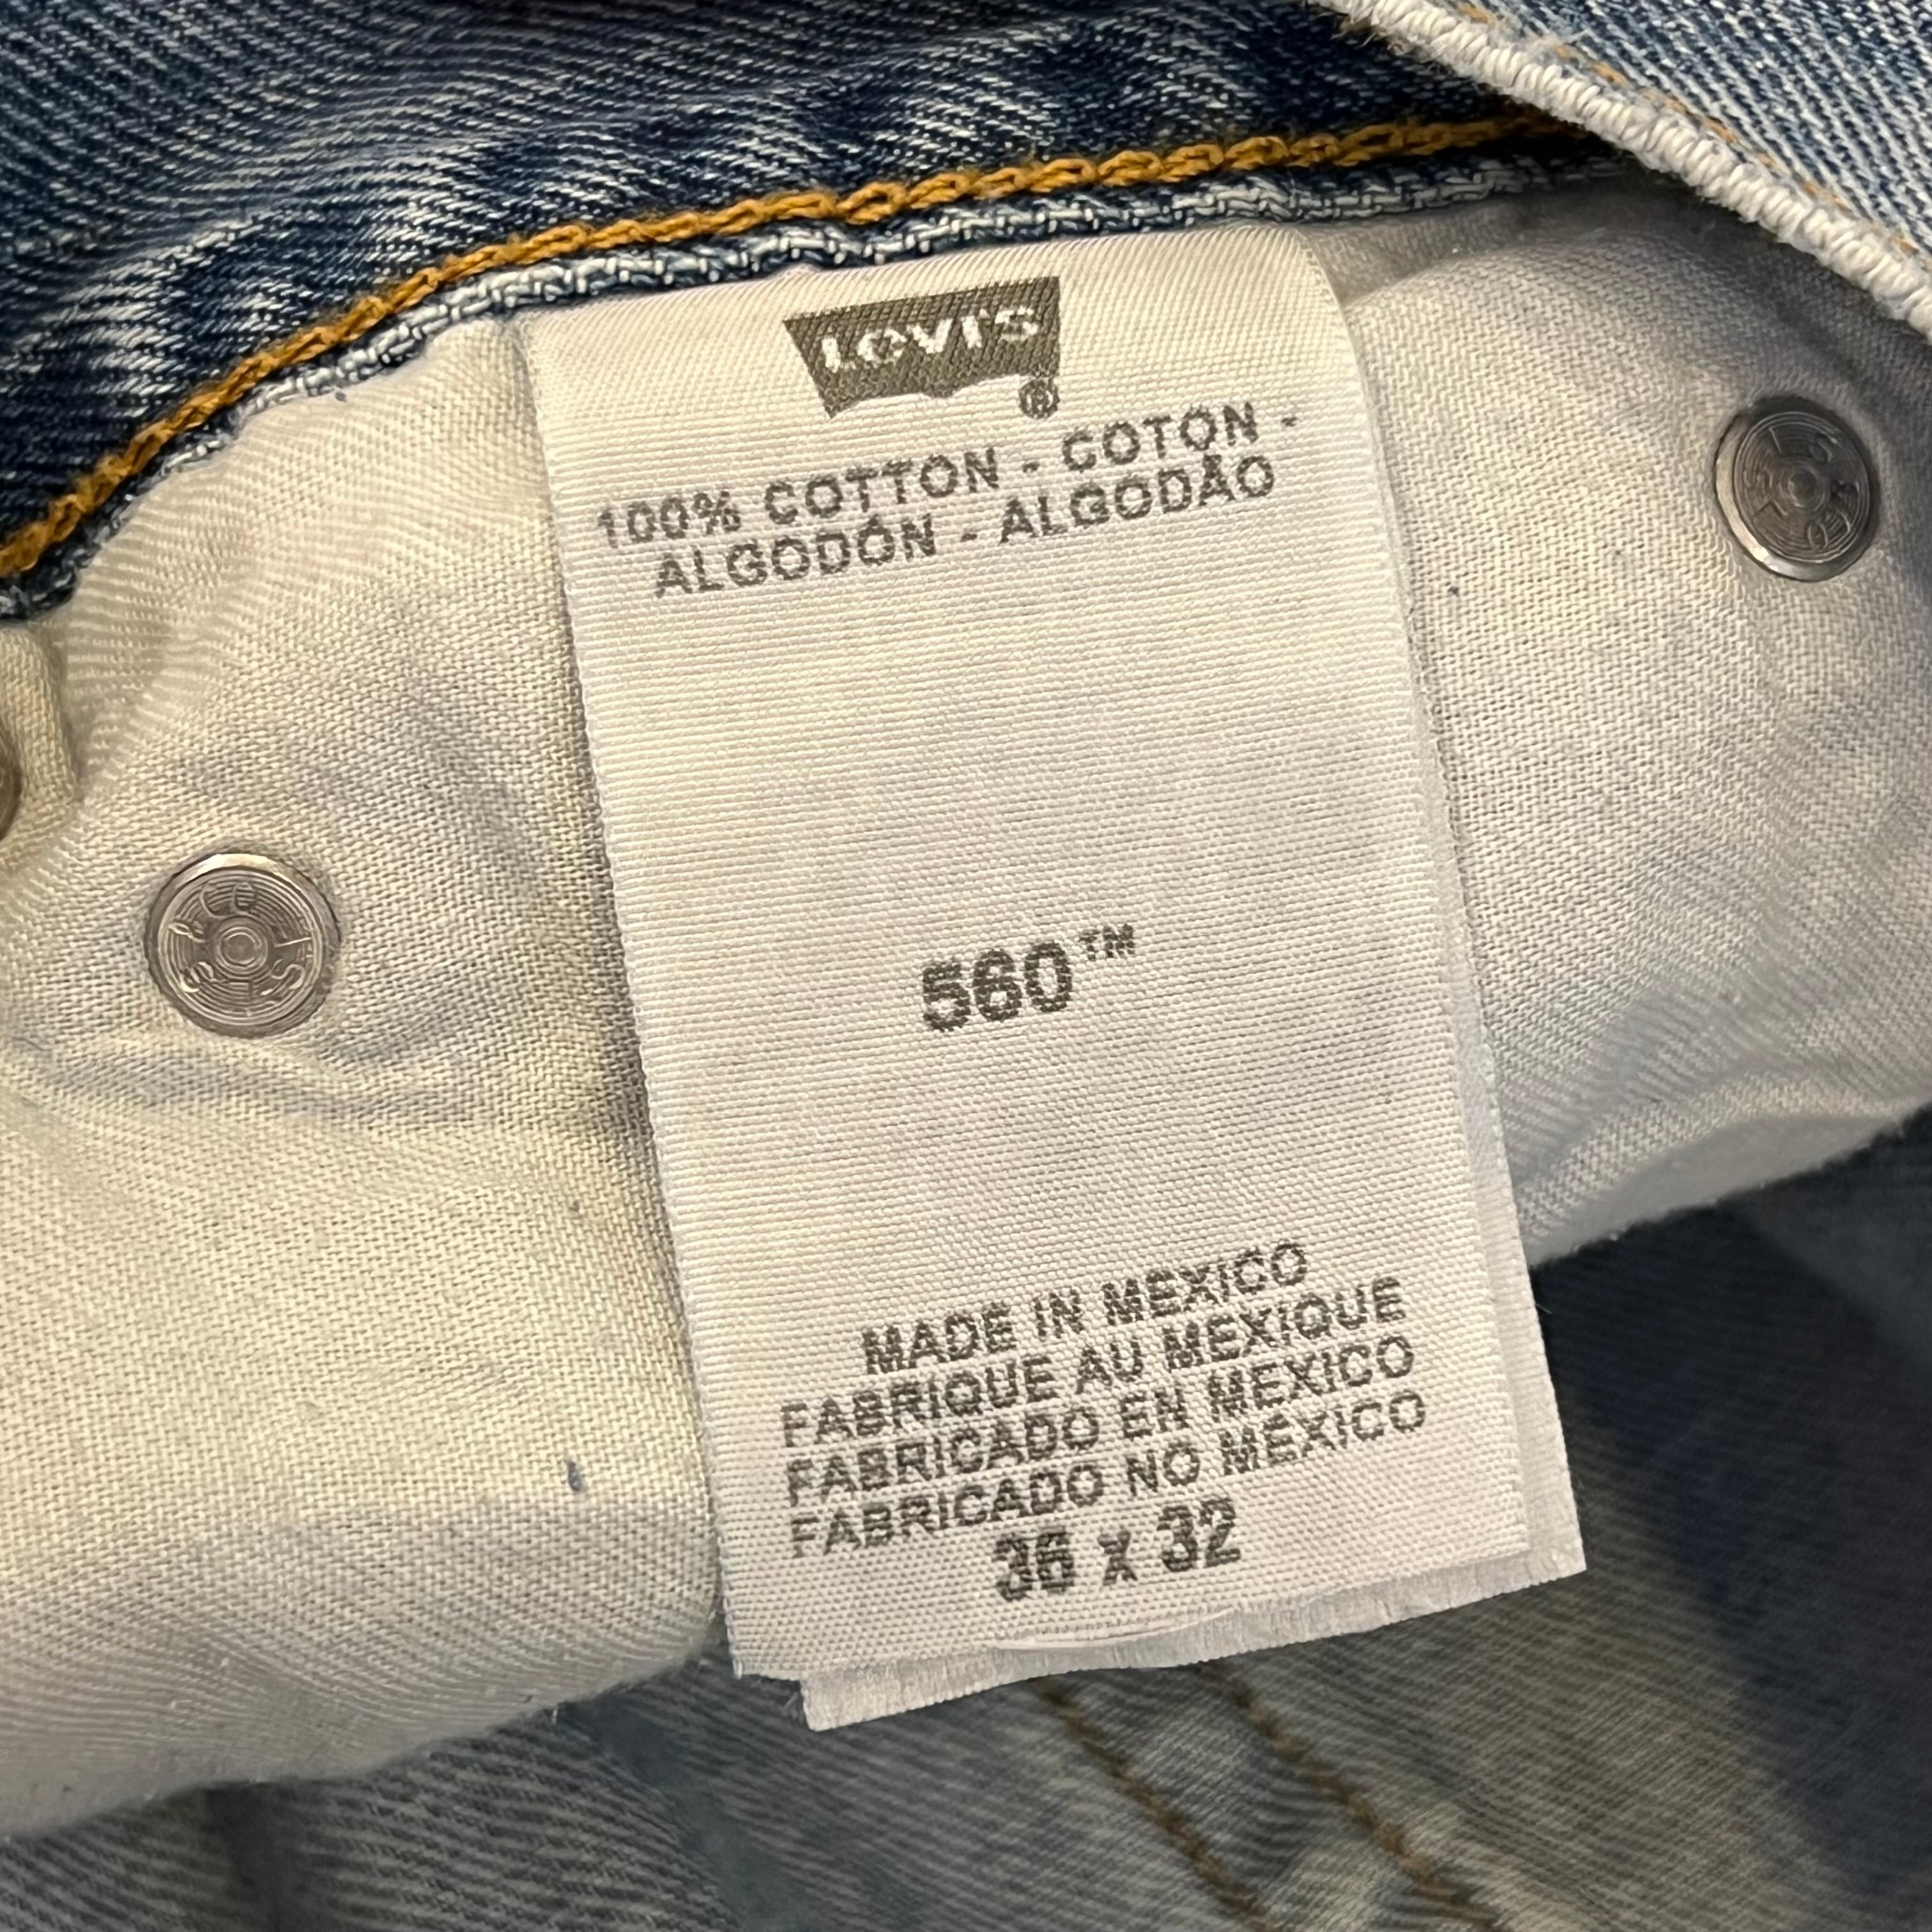 LEVI'S
®
100% COTTON - COTON -
ALGODÓN - ALGODÃO
560™
MADE IN MEXICO
FABRIQUE AU MEXIQUE
FABRICADO EN MEXICO
FABRICADO NO MÉXICO
36 x 32